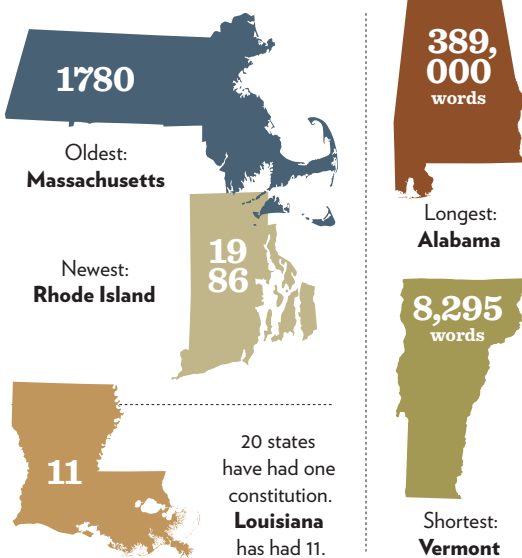 1780
Oldest:
Massachusetts
19
86
Newest:
Rhode Island
11
20 states
have had one
constitution.
Louisiana
has had 11.
389,
000
words
Longest:
Alabama
8,295
words
Shortest:
Vermont